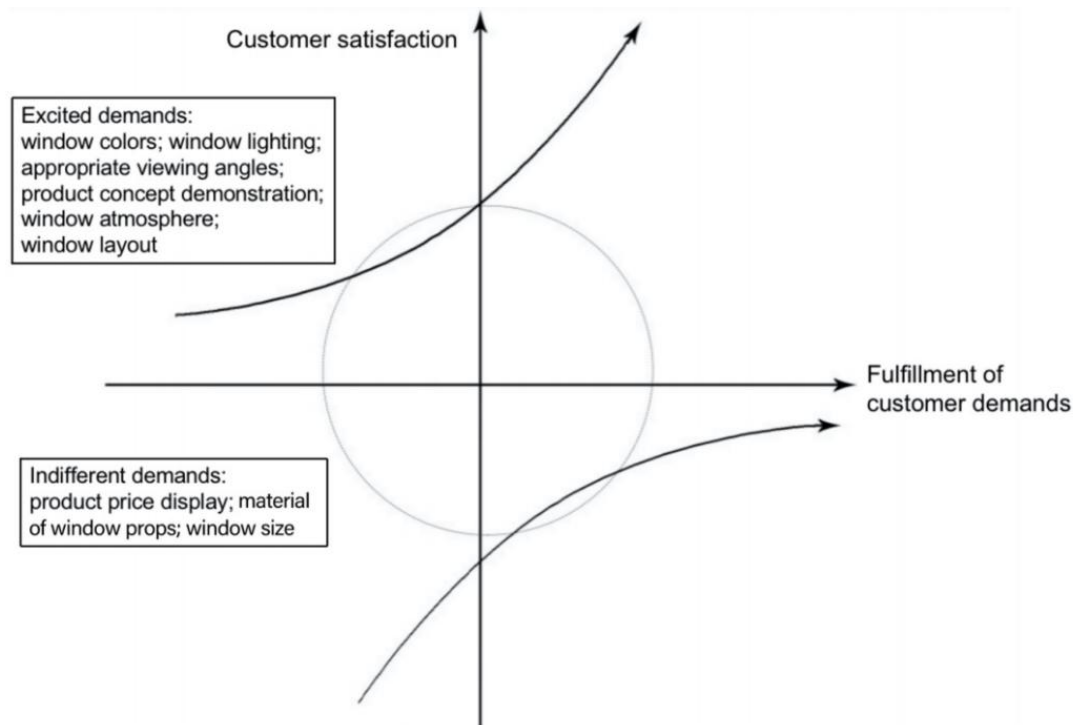 Customer satisfaction
Excited demands:
window colors; window lighting;
appropriate viewing angles;
product concept demonstration;
window atmosphere;
window layout
Fulfillment of
customer demands
Indifferent demands:
product price display; material
of window props; window size